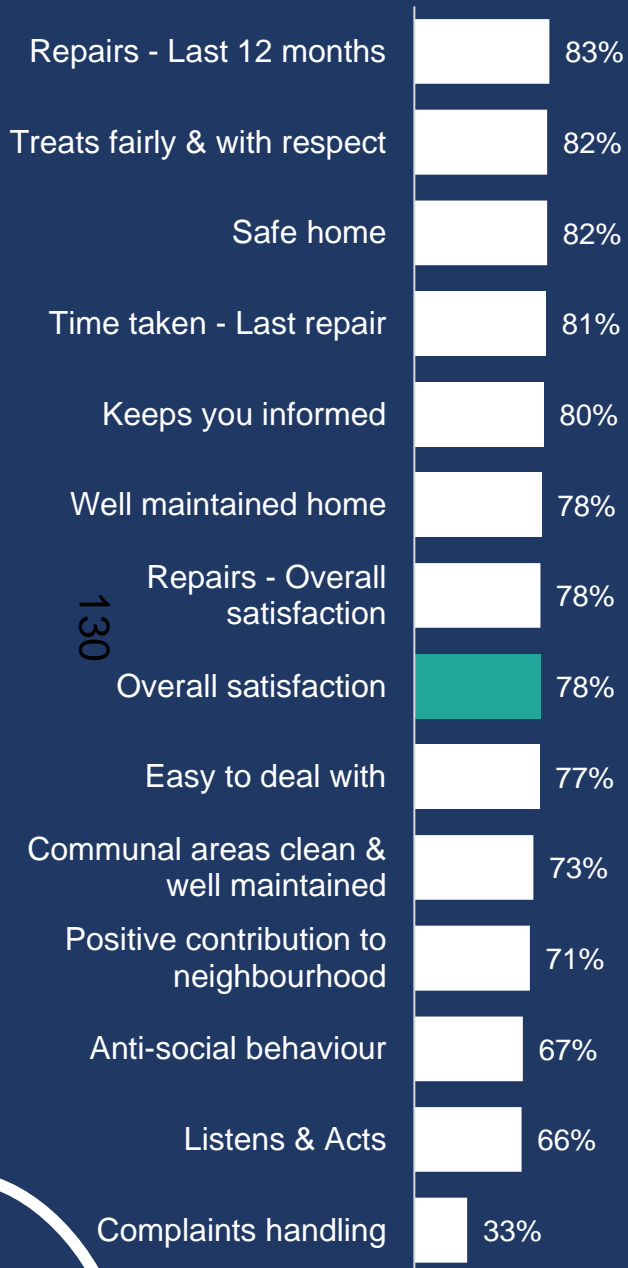 Repairs - Last 12 months 83%
Treats fairly & with respect 82%
Safe home 82%
Time taken - Last repair 81%
Keeps you informed 80%
Well maintained home 78%
Repairs - Overall
satisfaction 78%
130
Overall satisfaction 78%
Easy to deal with 77%
Communal areas clean &
well maintained 73%
Positive contribution to
neighbourhood 71%
Anti-social behaviour 67%
Listens & Acts 66%
Complaints handling 33%